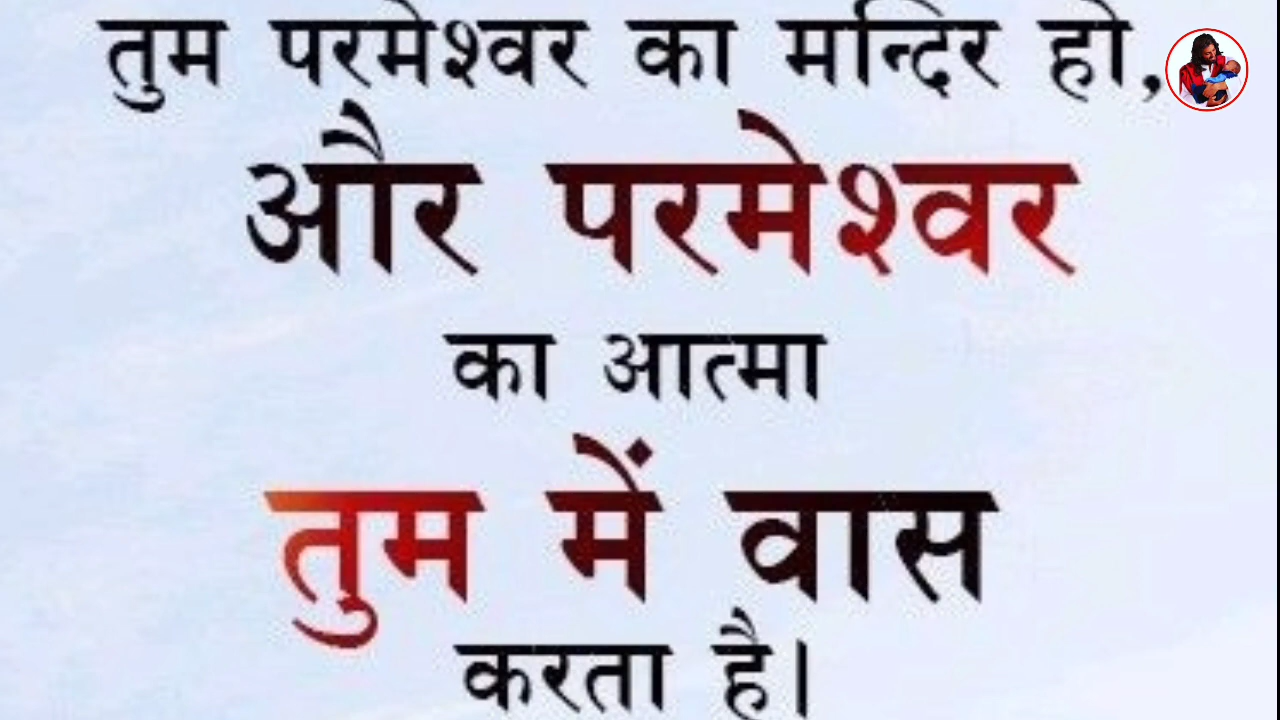 तुम परमेश्वर का मन्दिर हो,
और परमेश्वर
का आत्मा
तुम में वास
करता है।